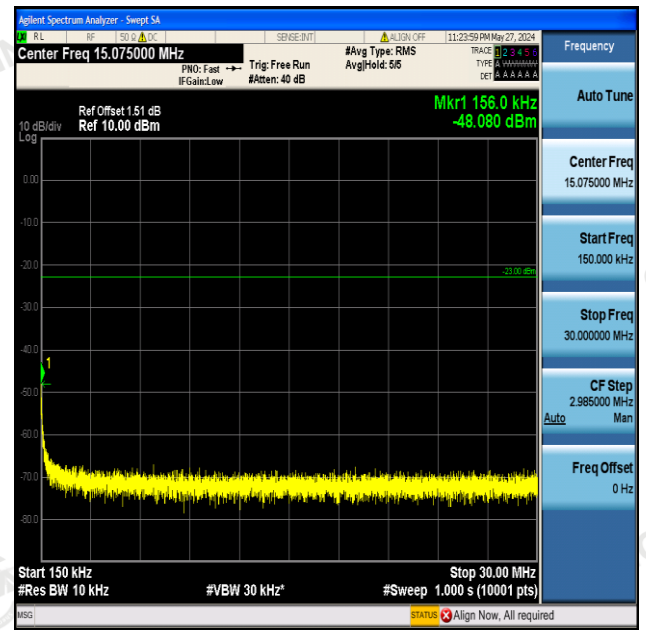 Agilent Spectrum Analyzer - Swept SA
RL RF 50 Ω DC SENSE:INT ALIGN OFF 11:23:59 PM May 27, 2024
Center Freq 15.075000 MHz
PNO: Fast
IFGain:Low
Trig: Free Run
#Atten: 40 dB
#Avg Type: RMS
Avg|Hold: 5/5
TRACE 1 2 3 4 5 6
TYPE A WWWWW
DET A A A A A A
Frequency
Auto Tune
Mkr1 156.0 kHz
-48.080 dBm
Ref Offset 1.51 dB
10 dB/div Ref 10.00 dBm
Log
0.00
-10.0
-20.0
-23.00 dBm
-30.0
-40.0
1
-50.0
-60.0
-70.0
-80.0
Center Freq
15.075000 MHz
Start Freq
150.000 kHz
Stop Freq
30.000000 MHz
CF Step
2.985000 MHz
Auto Man
Freq Offset
0 Hz
Start 150 kHz Stop 30.00 MHz
#Res BW 10 kHz #VBW 30 kHz* #Sweep 1.000 s (10001 pts)
MSG STATUS Align Now, All required